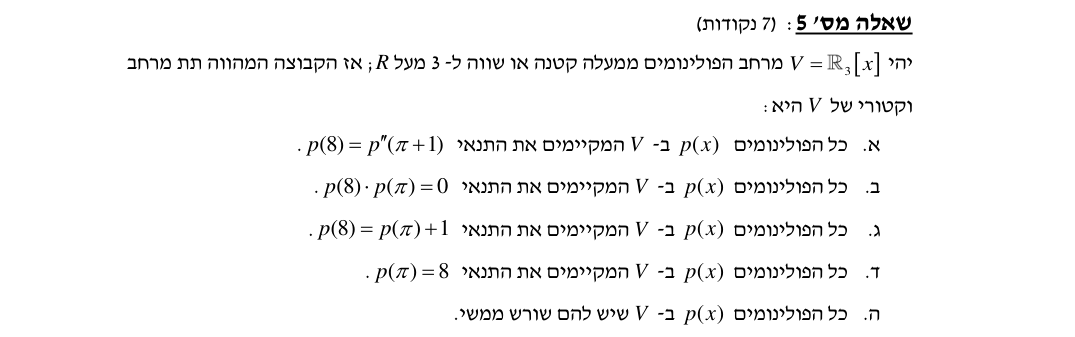 שאלה מס' 5 : (7 נקודות)
יהי V = ℝ₃[x] מרחב הפולינומים ממעלה קטנה או שווה ל- 3 מעל R ; אז הקבוצה המהווה תת מרחב
וקטורי של V היא :
א. כל הפולינומים p(x) ב- V המקיימים את התנאי p(8) = p″(π+1) .
ב. כל הפולינומים p(x) ב- V המקיימים את התנאי p(8)·p(π) = 0 .
ג. כל הפולינומים p(x) ב- V המקיימים את התנאי p(8) = p(π)+1 .
ד. כל הפולינומים p(x) ב- V המקיימים את התנאי p(π) = 8 .
ה. כל הפולינומים p(x) ב- V שיש להם שורש ממשי.